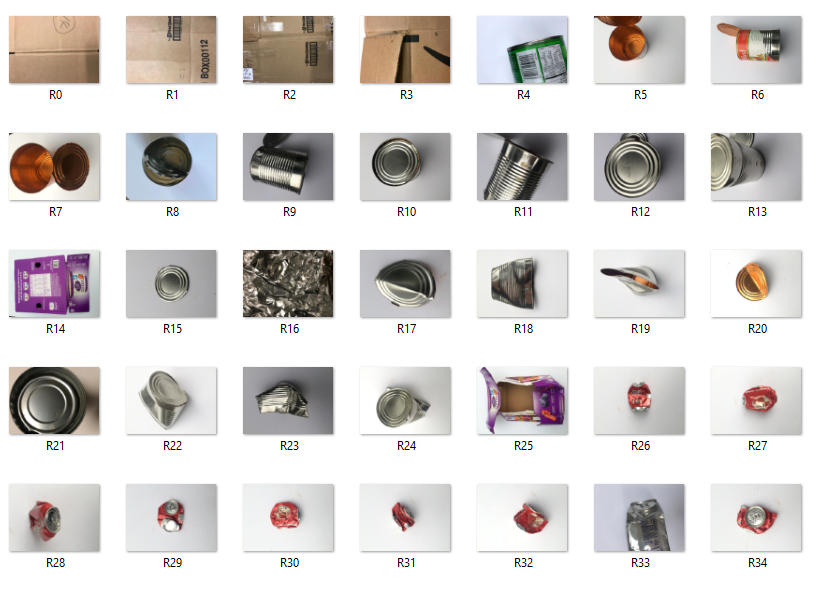 BOX00112
R0 R1 R2 R3 R4 R5 R6
R7 R8 R9 R10 R11 R12 R13
R14 R15 R16 R17 R18 R19 R20
R21 R22 R23 R24 R25 R26 R27
R28 R29 R30 R31 R32 R33 R34